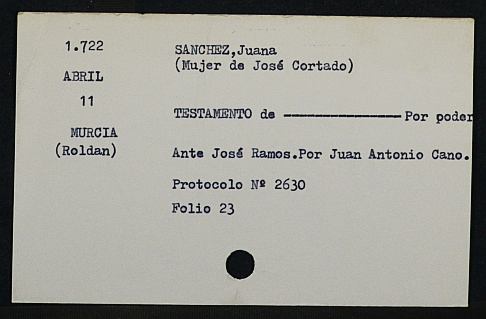 1.722
ABRIL
11
MURCIA
(Roldan)
SANCHEZ,Juana
(Mujer de José Cortado)
TESTAMENTO de ---------------- Por poder
Ante José Ramos.Por Juan Antonio Cano.
Protocolo Nº 2630
Folio 23